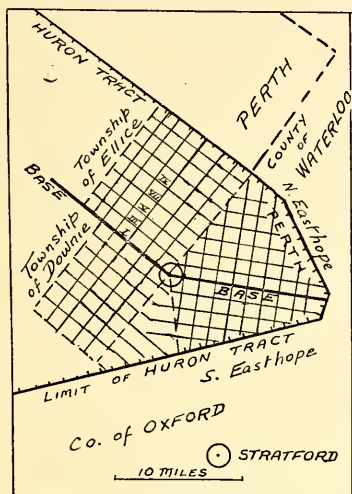 HURON TRACT
PERTH
COUNTY OF
WATERLOO
Township
of Ellice
N. Easthope
PERTH
BASE
Township
of Downie
BASE
LIMIT OF HURON TRACT
S. Easthope
Co. of OXFORD
STRATFORD
10 MILES